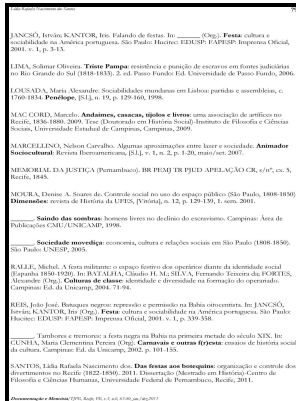 Lídia Rafaela Nascimento dos Santos
JANCSÓ, István; KANTOR, Iris. Falando de festas. In: ______ (Org.). Festa: cultura e
sociabilidade na América portuguesa. São Paulo: Hucitec: EDUSP: FAPESP: Imprensa Oficial,
2001. v. 1, p. 3-13.
LIMA, Solimar Oliveira. Triste Pampa: resistência e punição de escravos em fontes judiciárias
no Rio Grande do Sul (1818-1833). 2. ed. Passo Fundo: Ed. Universidade de Passo Fundo, 2006.
LOUSADA, Maria Alexandre. Sociabilidades mundanas em Lisboa: partidas e assembleias, c.
1760-1834. Penélope, [S.l.], n. 19, p. 129-160, 1998.
MAC CORD, Marcelo. Andaimes, casacas, tijolos e livros: uma associação de artífices no
Recife, 1836-1880. 2009. Tese (Doutorado em História Social)-Instituto de Filosofia e Ciências
Sociais, Universidade Estadual de Campinas, Campinas, 2009.
MARCELLINO, Nelson Carvalho. Algumas aproximações entre lazer e sociedade. Animador
Sociocultural: Revista Iberoamericana, [S.l.], v. 1, n. 2, p. 1-20, maio/set. 2007.
MEMORIAL DA JUSTIÇA (Pernambuco). BR PEMJ TR PJUD APELAÇÃO CR, s/nº, cx. 5,
Recife, 1845.
MOURA, Denise A. Soares de. Controle social no uso do espaço público (São Paulo, 1808-1850)
Dimensões: revista de História da UFES, [Vitória], n. 12, p. 129-139, 1. sem. 2001.
______. Saindo das sombras: homens livres no declínio do escravismo. Campinas: Área de
Publicações CMU/UNICAMP, 1998.
______. Sociedade movediça: economia, cultura e relações sociais em São Paulo (1808-1850).
São Paulo: UNESP, 2005.
RALLE, Michel. A festa militante: o espaço festivo dos operários diante da identidade social
(Espanha 1850-1920). In: BATALHA, Cláudio H. M.; SILVA, Fernando Teixeira da; FORTES,
Alexandre (Org.). Culturas de classe: identidade e diversidade na formação do operariado.
Campinas: Ed. da Unicamp, 2004. 71-94.
REIS, João José. Batuques negros: repressão e permissão na Bahia oitocentista. In: JANCSÓ,
István; KANTOR, Iris (Org.). Festa: cultura e sociabilidade na América portuguesa. São Paulo:
Hucitec: EDUSP: FAPESP: Imprensa Oficial, 2001. v. 1, p. 339-358.
______. Tambores e tremores: a festa negra na Bahia na primeira metade do século XIX. In:
CUNHA, Maria Clementina Pereira (Org). Carnavais e outras f(r)estas: ensaios de história social
da cultura. Campinas: Ed. da Unicamp, 2002. p. 101-155.
SANTOS, Lídia Rafaela Nascimento dos. Das festas aos botequins: organização e controle dos
divertimentos no Recife (1822-1850). 2011. Dissertação (Mestrado em História)-Centro de
Filosofia e Ciências Humanas, Universidade Federal de Pernambuco, Recife, 2011.